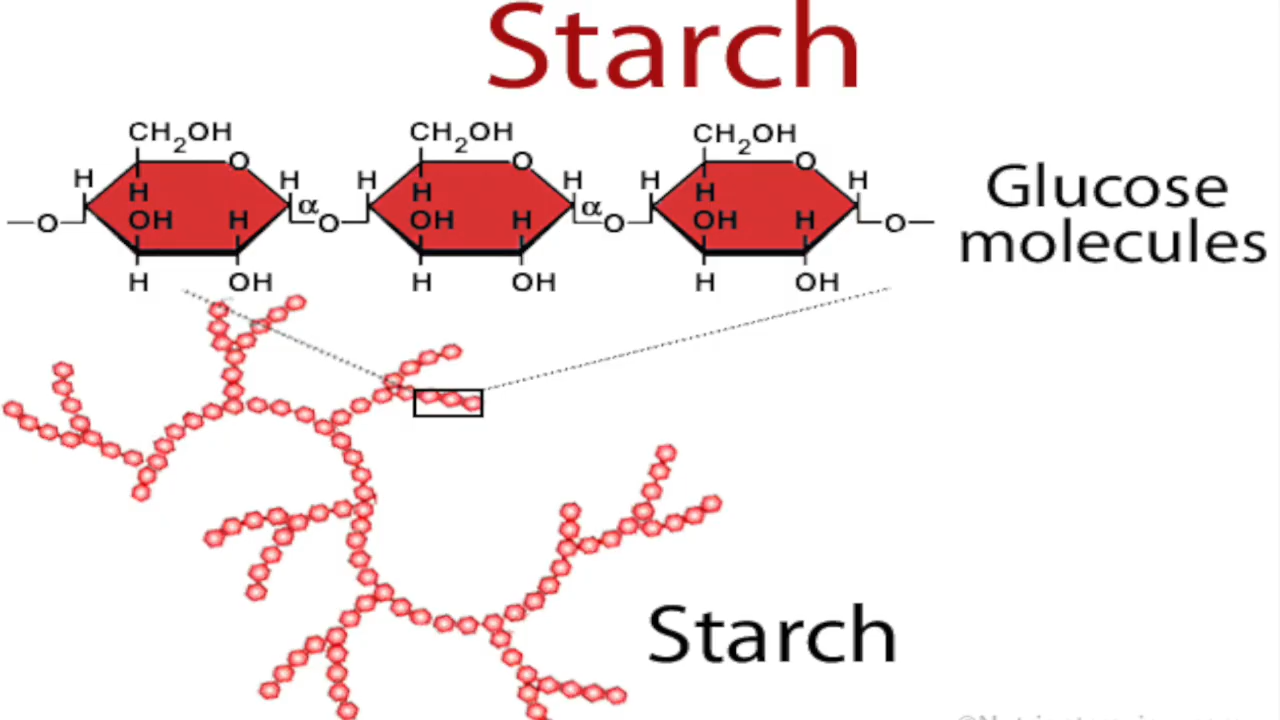 Starch
CH2OH CH2OH CH2OH
O O O
H H H H H H
H H H
α α
O O O O
OH H OH H OH H
H OH H OH H OH
Glucose
molecules
Starch